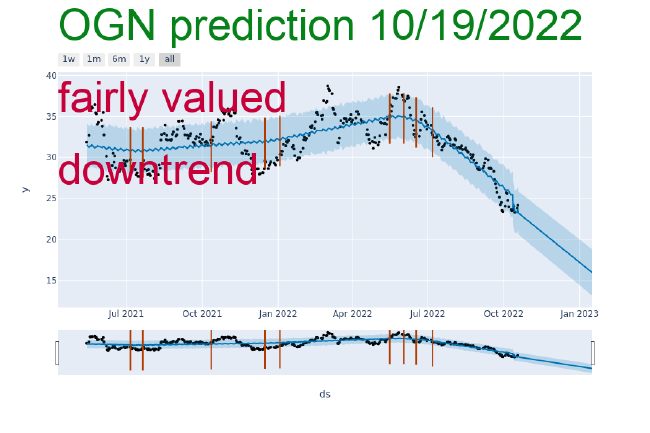 OGN prediction 10/19/2022
1w 1m 6m 1y all
fairly valued
downtrend
40
35
30
25
20
15
y
Jul 2021 Oct 2021 Jan 2022 Apr 2022 Jul 2022 Oct 2022 Jan 2023
ds